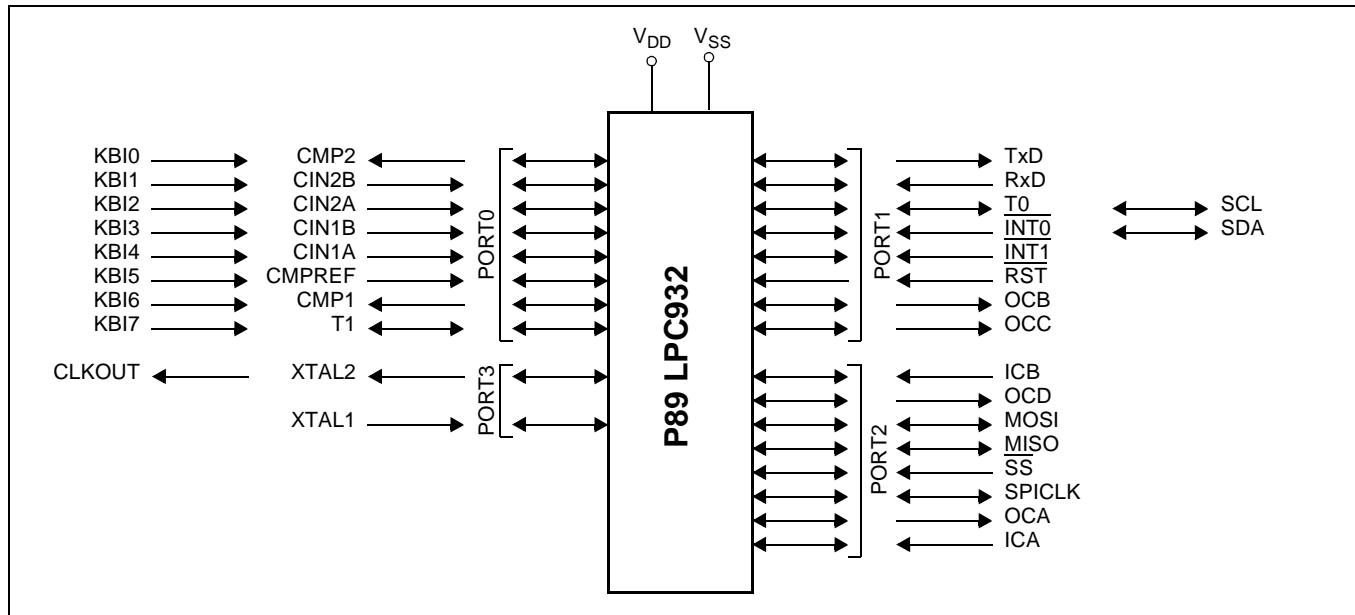 VDD VSS
KBI0 CMP2 TxD
KBI1 CIN2B RxD
KBI2 CIN2A T0 SCL
KBI3 CIN1B INT0 SDA
KBI4 CIN1A INT1
KBI5 CMPREF RST
KBI6 CMP1 OCB
KBI7 T1 OCC
PORT0
PORT1
CLKOUT XTAL2 ICB
OCD
XTAL1 MOSI
MISO
SS
SPICLK
OCA
ICA
PORT3
PORT2
P89 LPC932